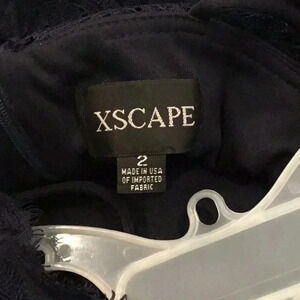 XSCAPE
2
MADE IN USA
OF IMPORTED
FABRIC